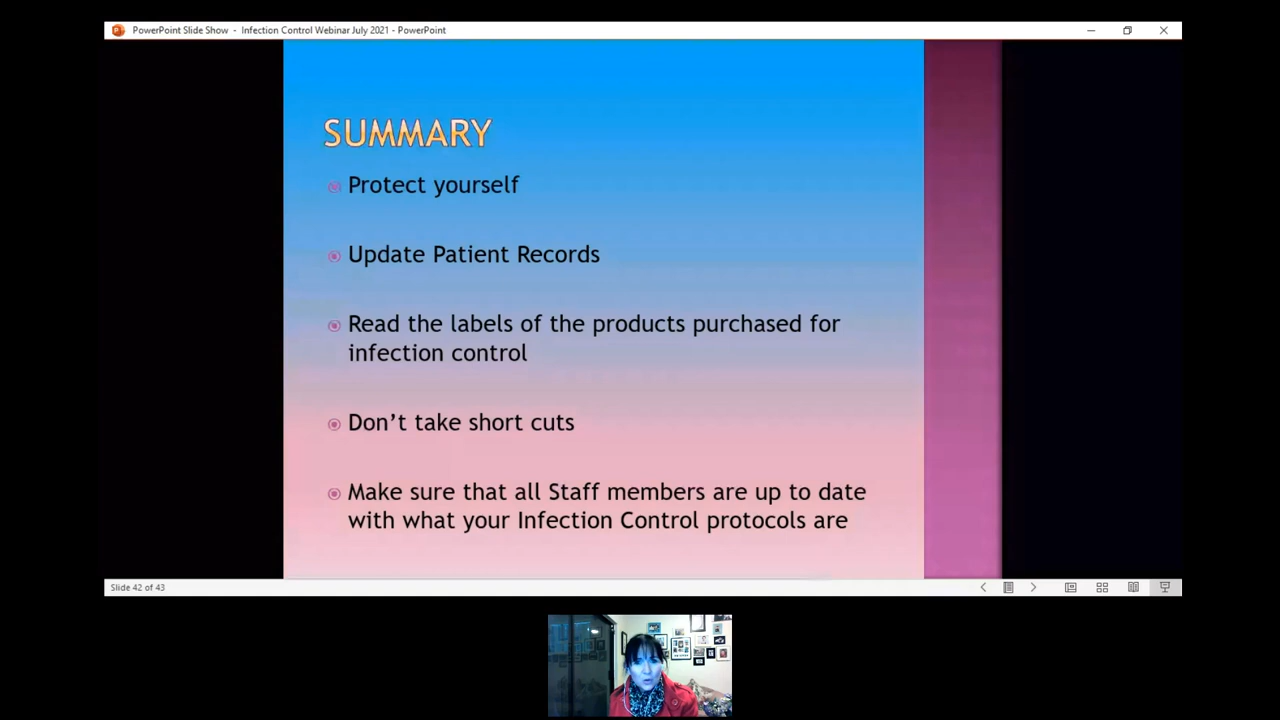 PowerPoint Slide Show - Infection Control Webinar July 2021 - PowerPoint
SUMMARY
Protect yourself
Update Patient Records
Read the labels of the products purchased for
infection control
Don’t take short cuts
Make sure that all Staff members are up to date
with what your Infection Control protocols are
Slide 42 of 43